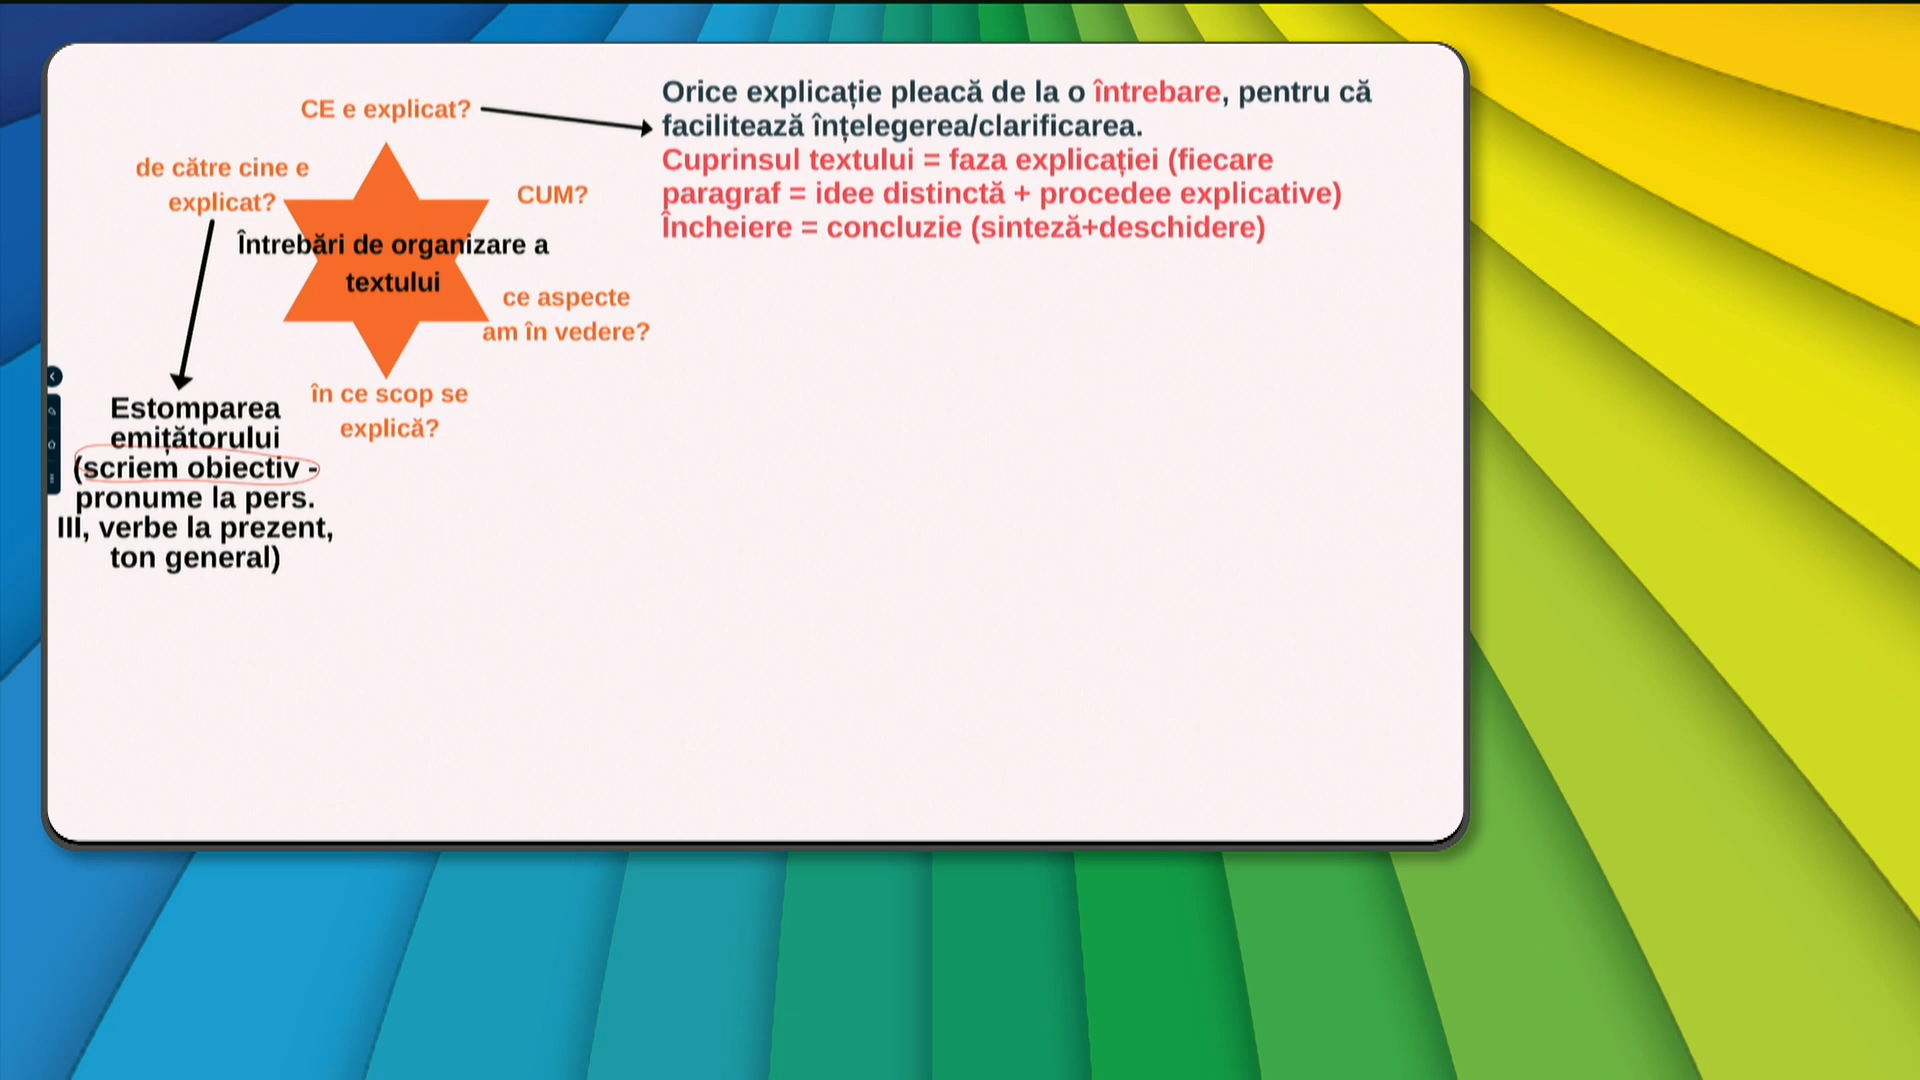 CE e explicat?
Orice explicație pleacă de la o întrebare, pentru că
facilitează înțelegerea/clarificarea.
Cuprinsul textului = faza explicației (fiecare
paragraf = idee distinctă + procedee explicative)
Încheiere = concluzie (sinteză+deschidere)
de către cine e
explicat?
CUM?
Întrebări de organizare a
textului
ce aspecte
am în vedere?
în ce scop se
explică?
Estomparea
emițătorului
(scriem obiectiv -
pronume la pers.
III, verbe la prezent,
ton general)